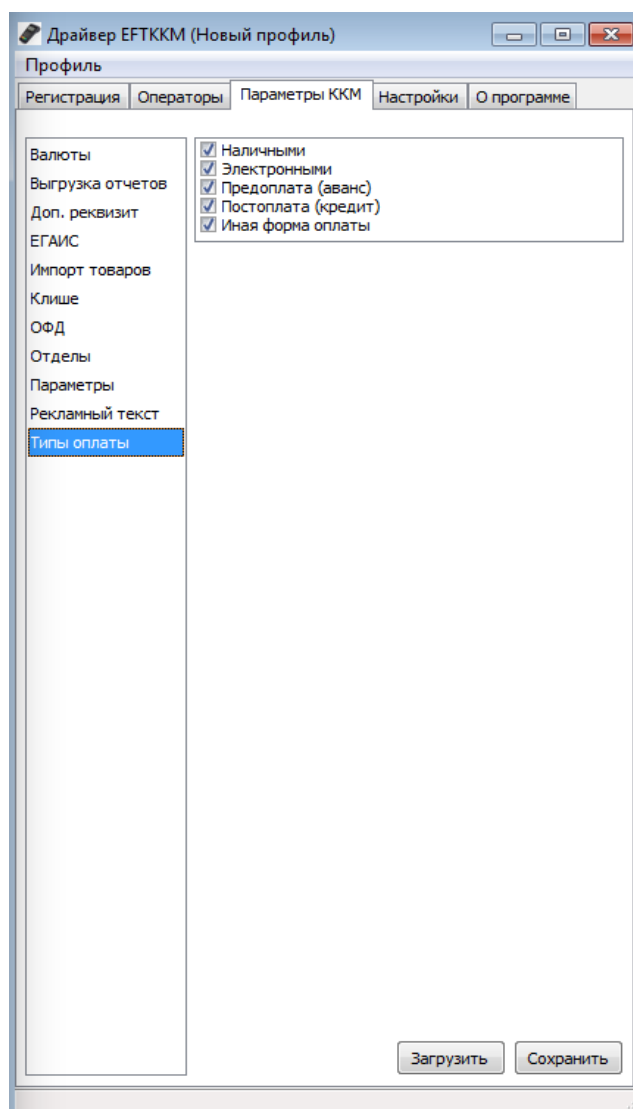 Драйвер EFTKKM (Новый профиль)
Профиль
Регистрация Операторы Параметры ККМ Настройки О программе
Валюты
Выгрузка отчетов
Доп. реквизит
ЕГАИС
Импорт товаров
Клише
ОФД
Отделы
Параметры
Рекламный текст
Типы оплаты
Наличными
Электронными
Предоплата (аванс)
Постоплата (кредит)
Иная форма оплаты
Загрузить Сохранить